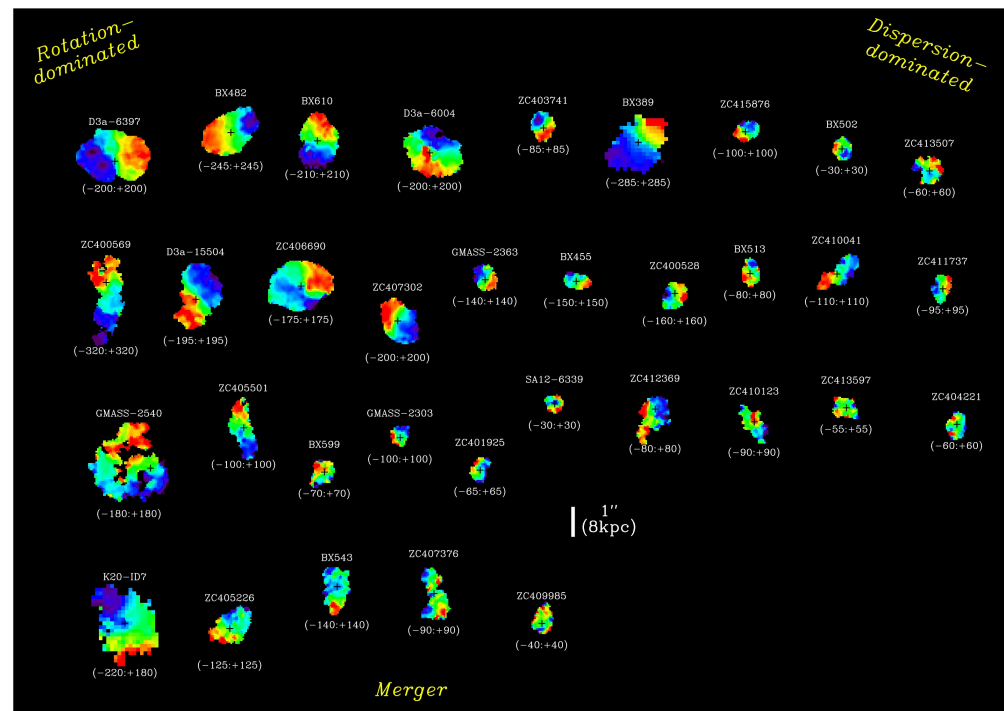 Rotation-
dominated
Dispersion-
dominated
D3a-6397
(-200:+200)
BX482
(-245:+245)
BX610
(-210:+210)
D3a-6004
(-200:+200)
ZC403741
(-85:+85)
BX389
(-285:+285)
ZC415876
(-100:+100)
BX502
(-30:+30)
ZC413507
(-60:+60)
ZC400569
(-320:+320)
D3a-15504
(-195:+195)
ZC406690
(-175:+175)
ZC407302
(-200:+200)
GMASS-2363
(-140:+140)
BX455
(-150:+150)
ZC400528
(-160:+160)
BX513
(-80:+80)
ZC410041
(-110:+110)
ZC411737
(-95:+95)
GMASS-2540
(-180:+180)
ZC405501
(-100:+100)
BX599
(-70:+70)
GMASS-2303
(-100:+100)
ZC401925
(-65:+65)
SA12-6339
(-30:+30)
ZC412369
(-80:+80)
ZC410123
(-90:+90)
ZC413597
(-55:+55)
ZC404221
(-60:+60)
1″
(8kpc)
K20-ID7
(-220:+180)
ZC405226
(-125:+125)
BX543
(-140:+140)
ZC407376
(-90:+90)
ZC409985
(-40:+40)
Merger